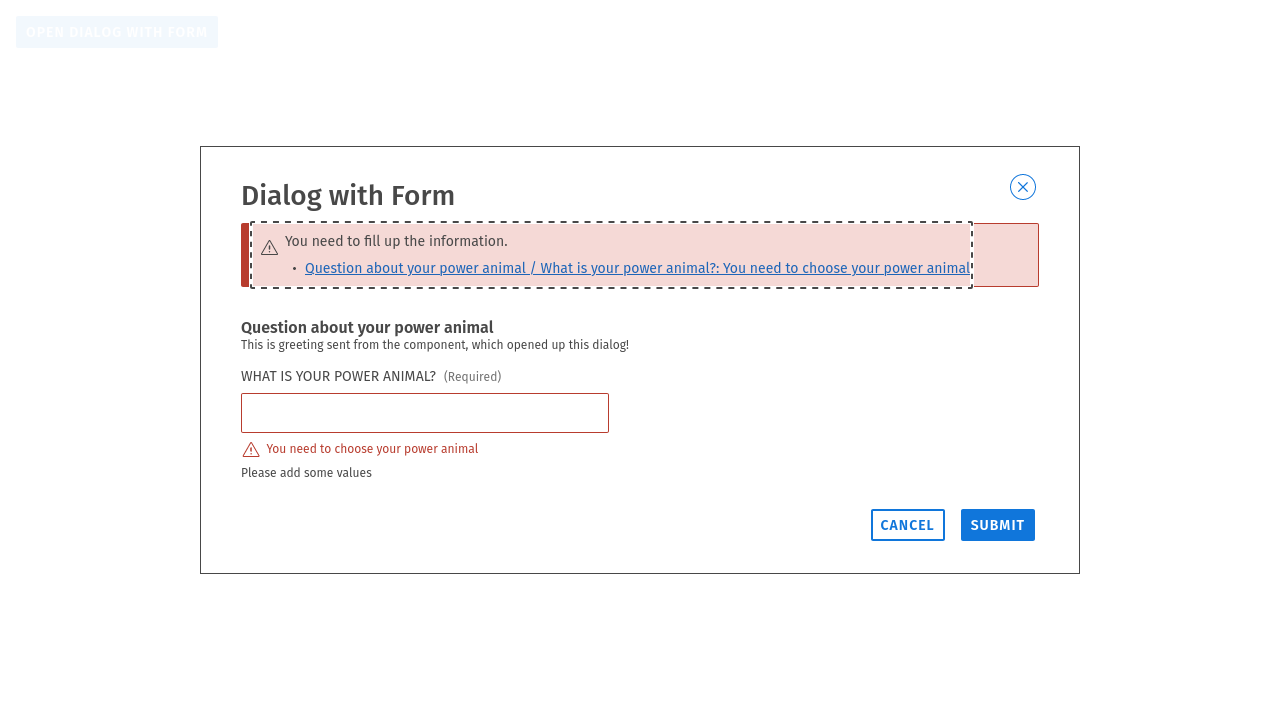 OPEN DIALOG WITH FORM
Dialog with Form
You need to fill up the information.
• Question about your power animal / What is your power animal?: You need to choose your power animal
Question about your power animal
This is greeting sent from the component, which opened up this dialog!
WHAT IS YOUR POWER ANIMAL? (Required)
You need to choose your power animal
Please add some values
CANCEL SUBMIT